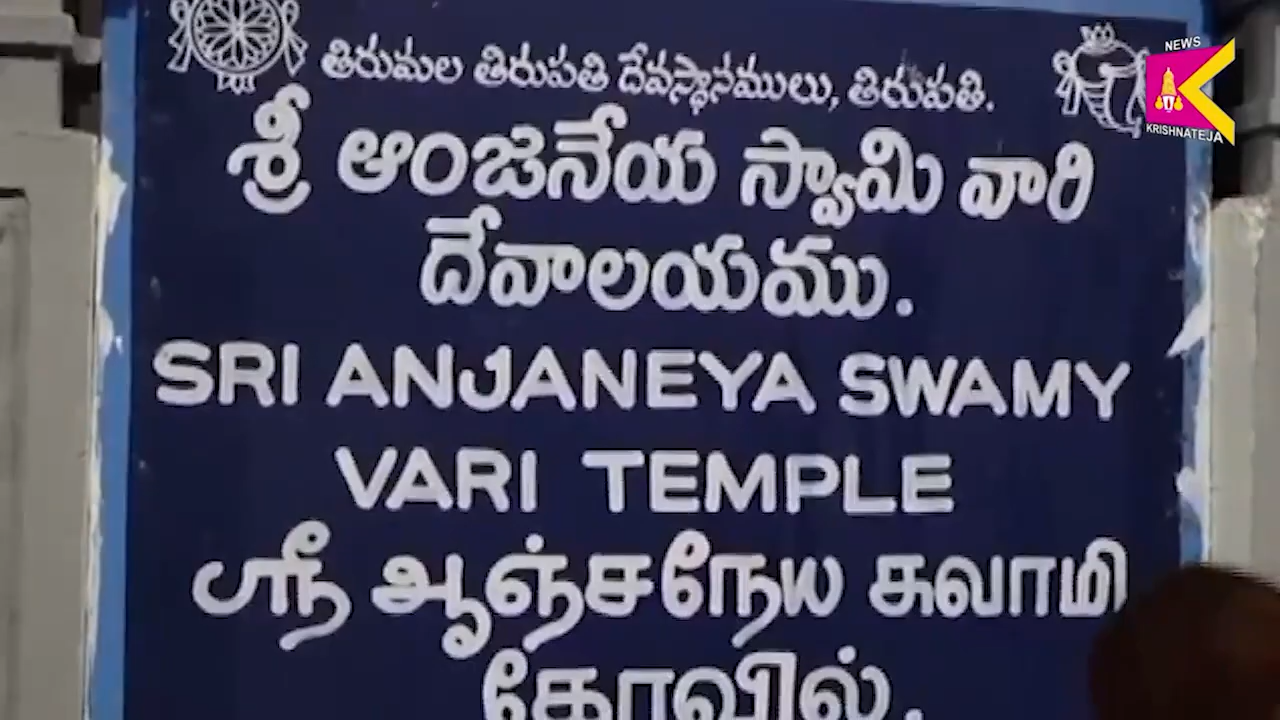 తిరుమల తిరుపతి దేవస్థానములు, తిరుపతి.
NEWS
KRISHNATEJA
శ్రీ ఆంజనేయ స్వామి వారి
దేవాలయము.
SRI ANJANEYA SWAMY
VARI TEMPLE
ஸ்ரீ ஆஞ்சநேய சுவாமி
கோவில்.